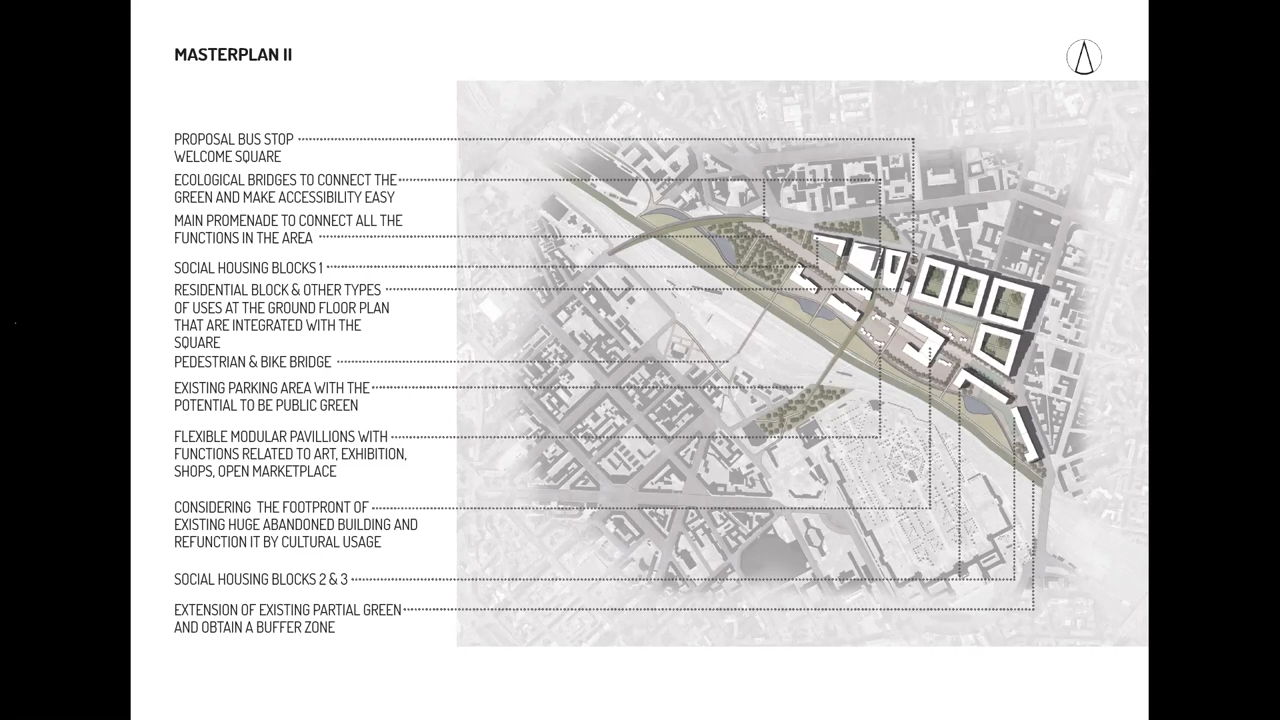 MASTERPLAN II
PROPOSAL BUS STOP
WELCOME SQUARE
ECOLOGICAL BRIDGES TO CONNECT THE
GREEN AND MAKE ACCESSIBILITY EASY
MAIN PROMENADE TO CONNECT ALL THE
FUNCTIONS IN THE AREA
SOCIAL HOUSING BLOCKS 1
RESIDENTIAL BLOCK & OTHER TYPES
OF USES AT THE GROUND FLOOR PLAN
THAT ARE INTEGRATED WITH THE
SQUARE
PEDESTRIAN & BIKE BRIDGE
EXISTING PARKING AREA WITH THE
POTENTIAL TO BE PUBLIC GREEN
FLEXIBLE MODULAR PAVILLIONS WITH
FUNCTIONS RELATED TO ART, EXHIBITION,
SHOPS, OPEN MARKETPLACE
CONSIDERING THE FOOTPRONT OF
EXISTING HUGE ABANDONED BUILDING AND
REFUNCTION IT BY CULTURAL USAGE
SOCIAL HOUSING BLOCKS 2 & 3
EXTENSION OF EXISTING PARTIAL GREEN
AND OBTAIN A BUFFER ZONE